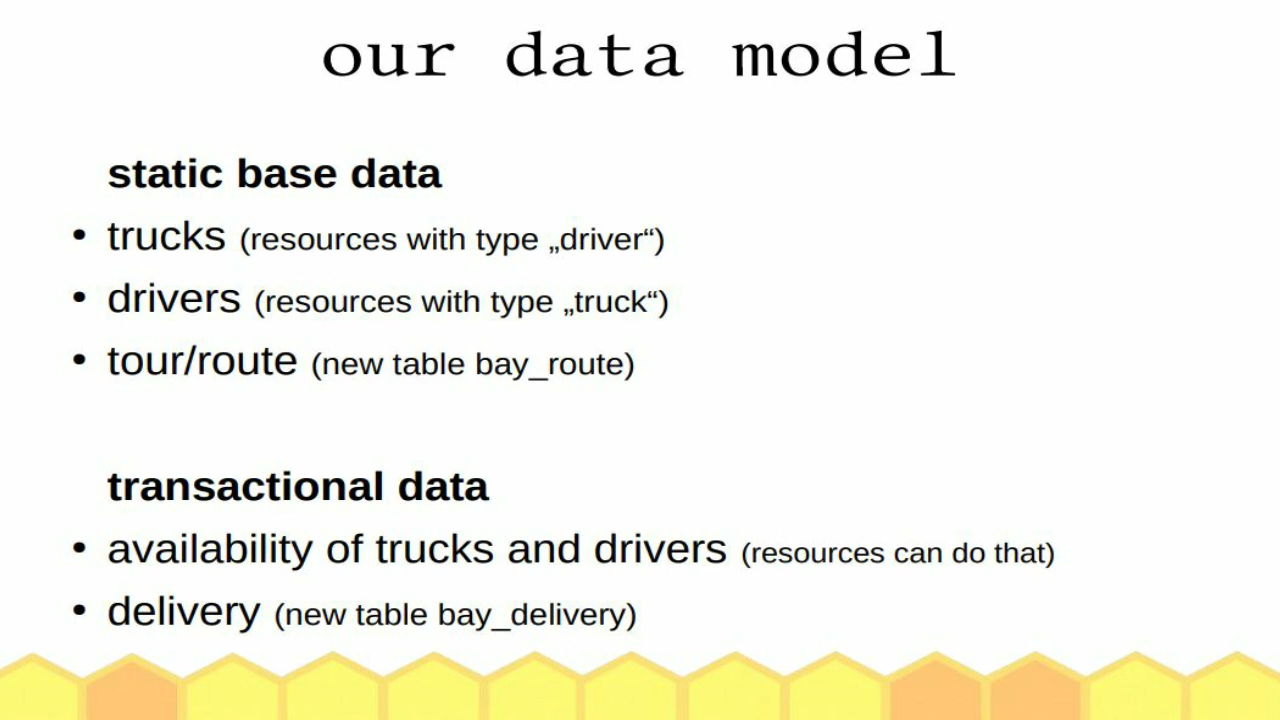 our data model
static base data
• trucks (resources with type „driver“)
• drivers (resources with type „truck“)
• tour/route (new table bay_route)
transactional data
• availability of trucks and drivers (resources can do that)
• delivery (new table bay_delivery)